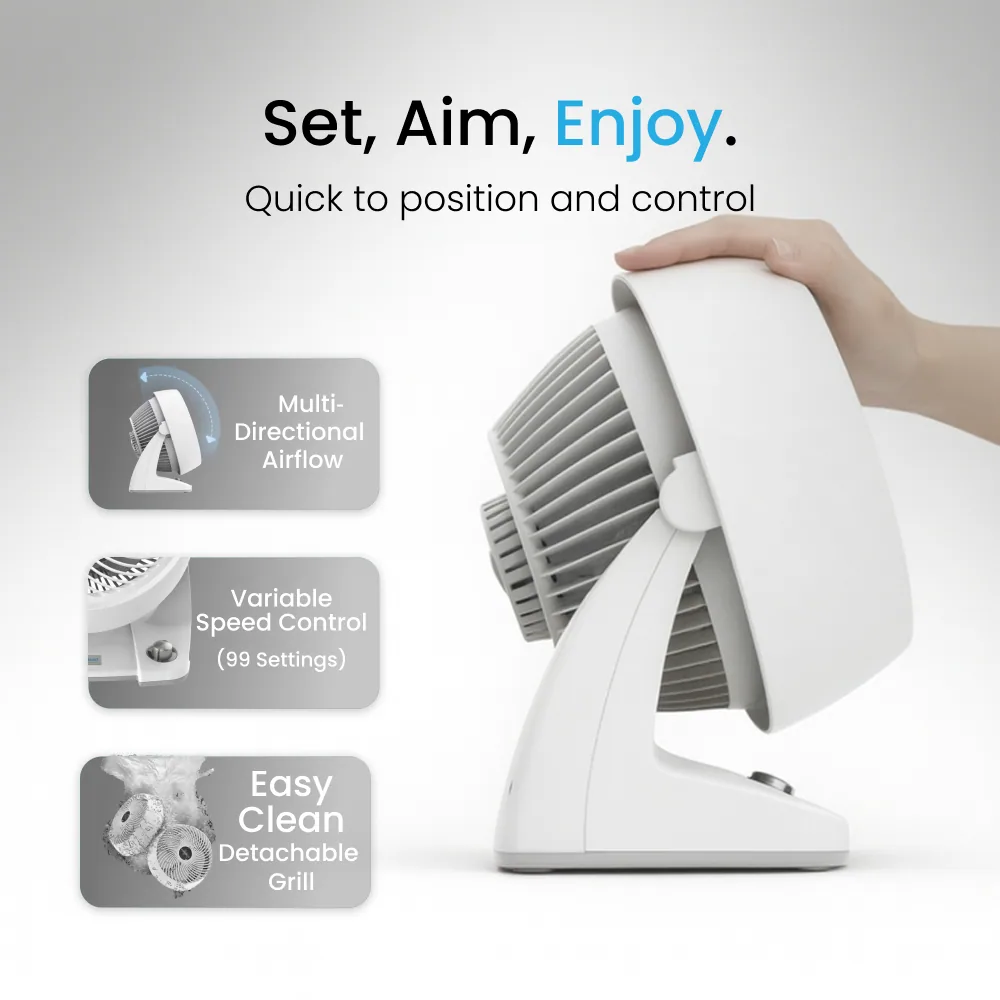 Set, Aim, Enjoy.
Quick to position and control
Multi-
Directional
Airflow
Variable
Speed Control
(99 Settings)
Easy
Clean
Detachable
Grill